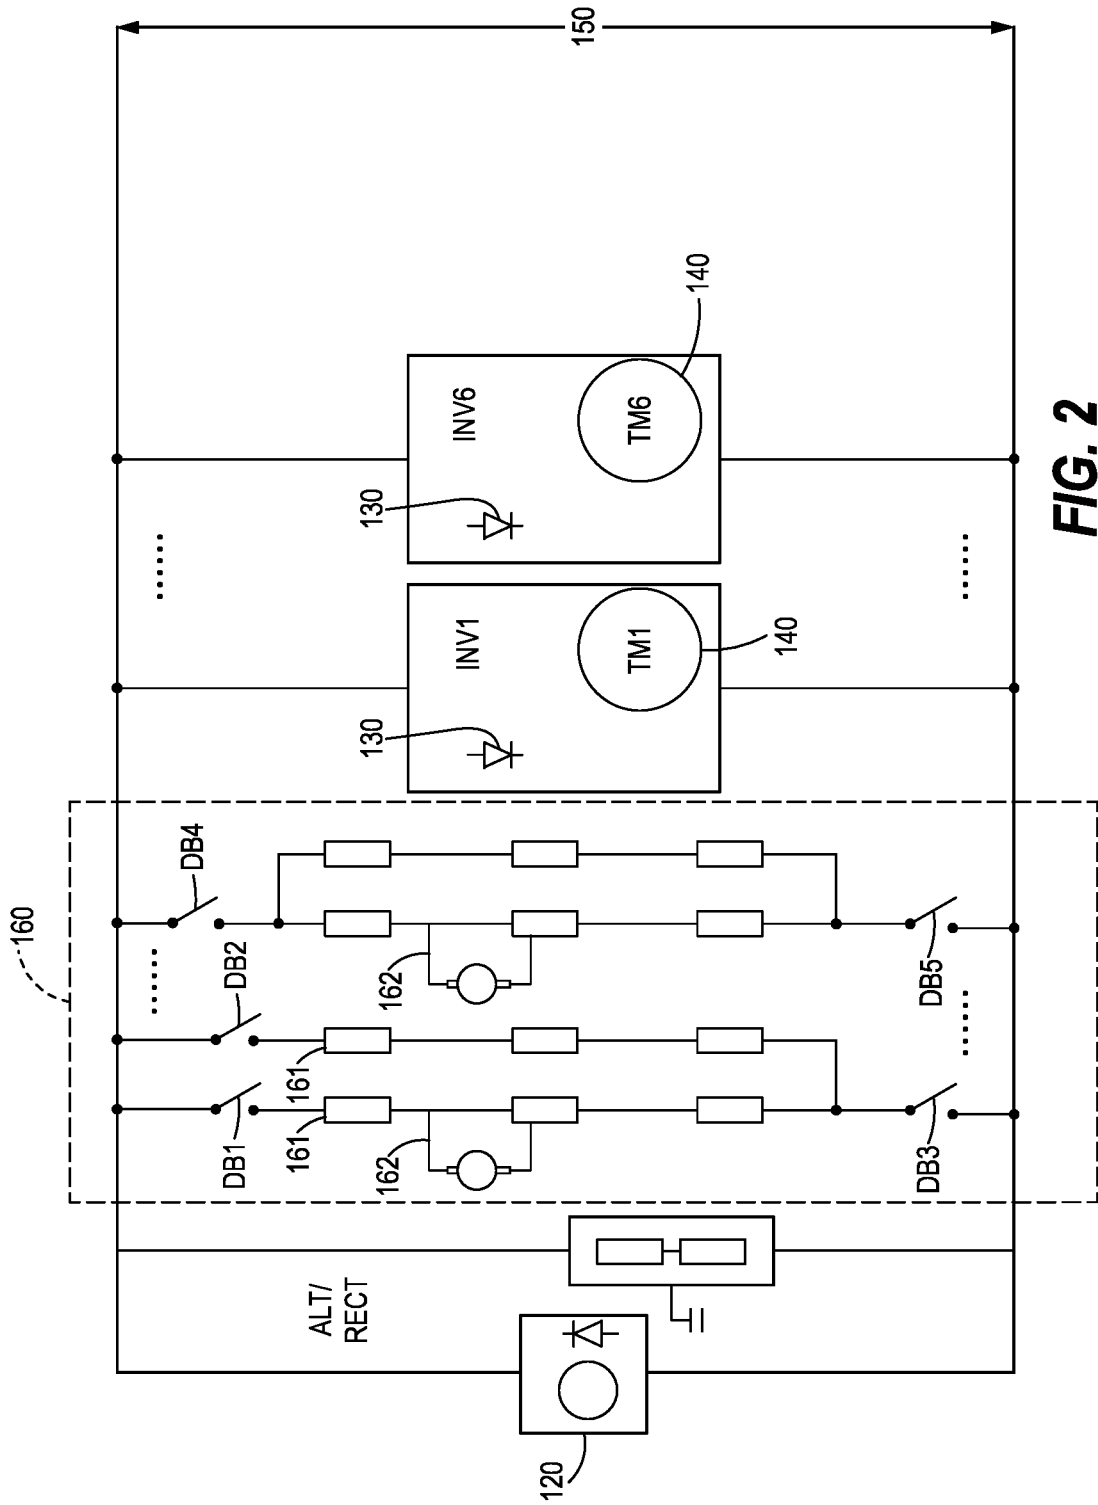 160
DB4
DB2
DB1
161
161
162
162
DB5
DB3
ALT/
RECT
120
130
INV1
TM1
140
130
INV6
TM6
140
150
FIG. 2